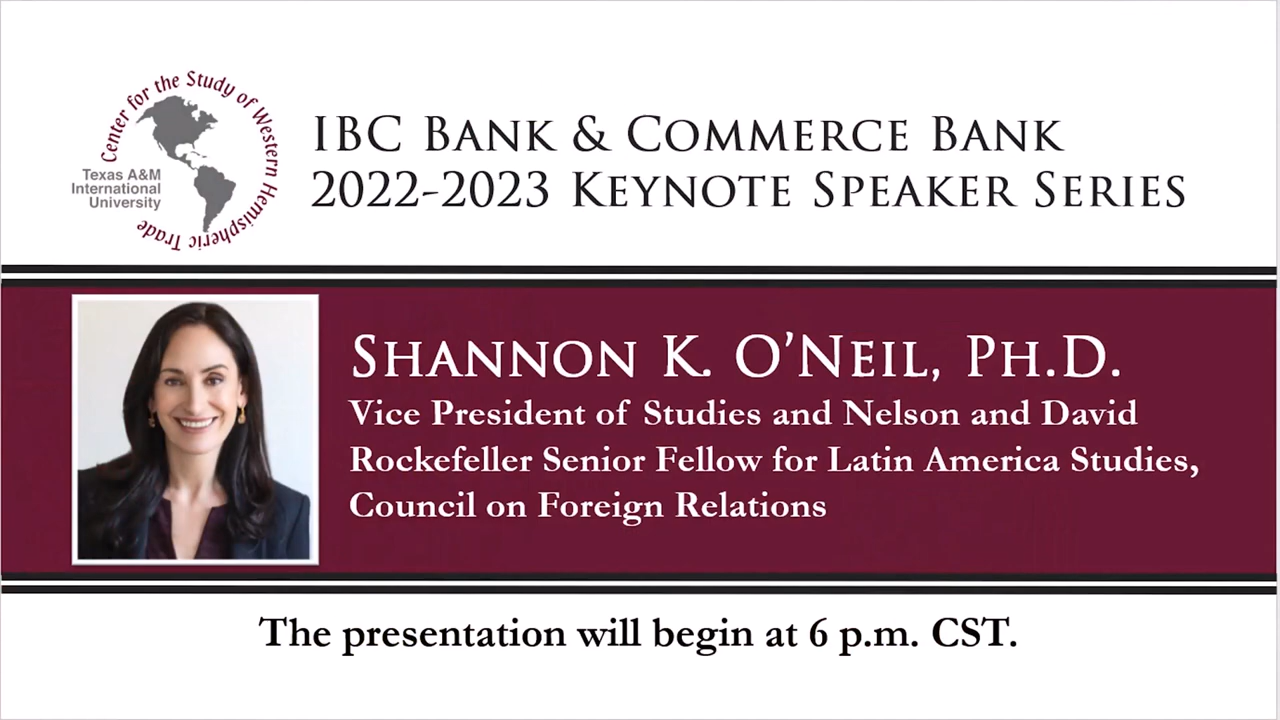 Center for the Study of Western Hemispheric Trade
Texas A&M
International
University
IBC BANK & COMMERCE BANK
2022-2023 KEYNOTE SPEAKER SERIES
SHANNON K. O'NEIL, PH.D.
Vice President of Studies and Nelson and David
Rockefeller Senior Fellow for Latin America Studies,
Council on Foreign Relations
The presentation will begin at 6 p.m. CST.